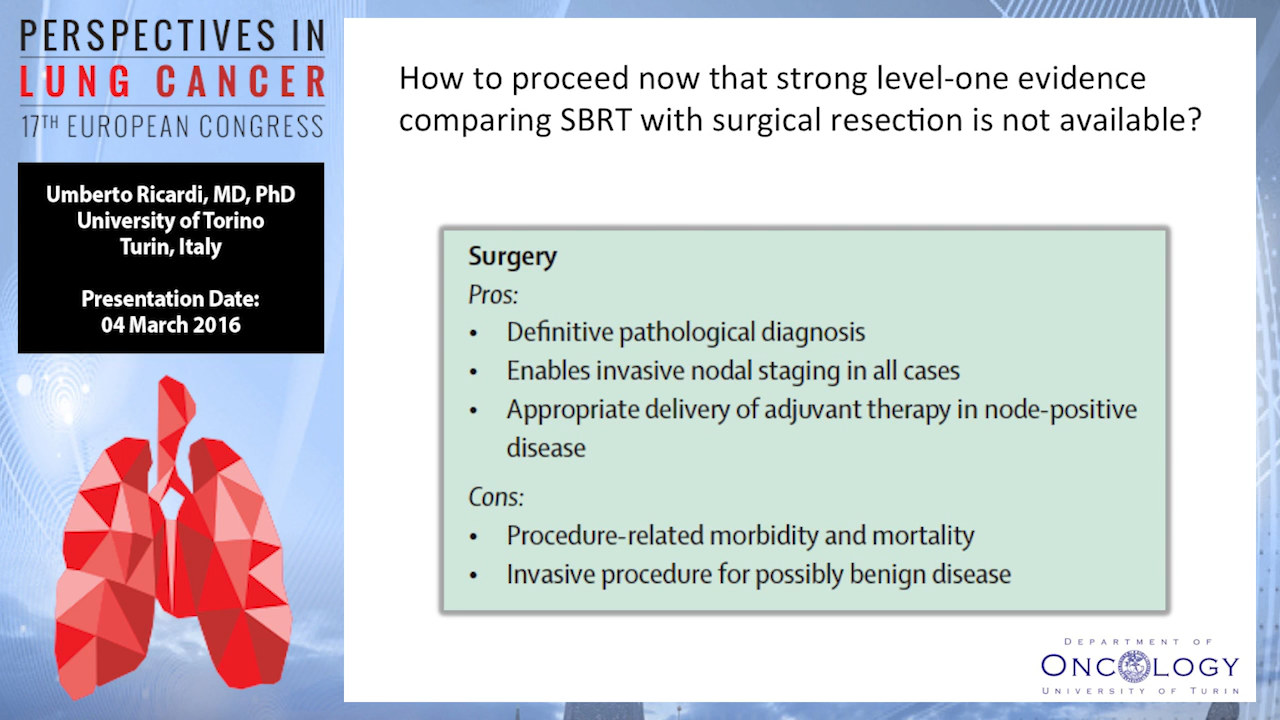 PERSPECTIVES IN
LUNG CANCER
17TH EUROPEAN CONGRESS
Umberto Ricardi, MD, PhD
University of Torino
Turin, Italy
Presentation Date:
04 March 2016
How to proceed now that strong level-one evidence
comparing SBRT with surgical resection is not available?
Surgery
Pros:
• Definitive pathological diagnosis
• Enables invasive nodal staging in all cases
• Appropriate delivery of adjuvant therapy in node-positive
disease
Cons:
• Procedure-related morbidity and mortality
• Invasive procedure for possibly benign disease
DEPARTMENT OF
ONCOLOGY
UNIVERSITY OF TURIN